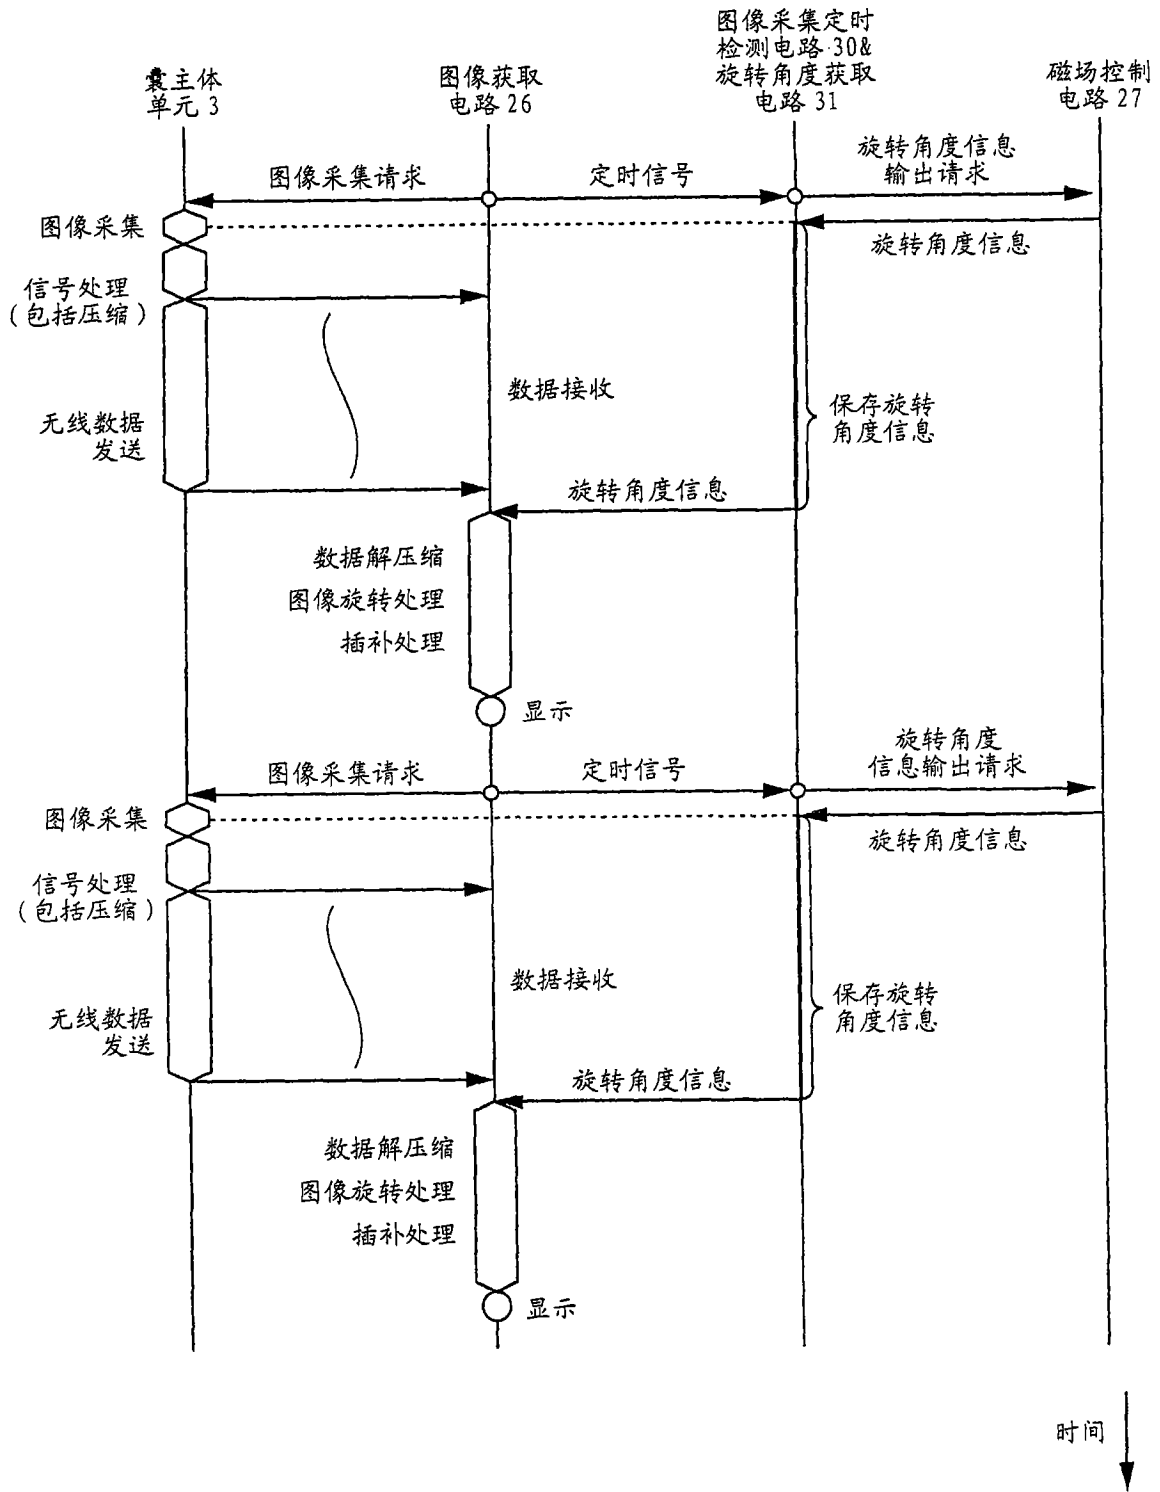 囊主体
单元 3
图像获取
电路 26
图像采集定时
检测电路 30&
旋转角度获取
电路 31
磁场控制
电路 27
图像采集请求
定时信号
旋转角度信息
输出请求
图像采集
旋转角度信息
信号处理
(包括压缩)
数据接收
保存旋转
角度信息
无线数据
发送
旋转角度信息
数据解压缩
图像旋转处理
插补处理
显示
图像采集请求
定时信号
旋转角度
信息输出请求
图像采集
旋转角度信息
信号处理
(包括压缩)
数据接收
保存旋转
角度信息
无线数据
发送
旋转角度信息
数据解压缩
图像旋转处理
插补处理
显示
时间